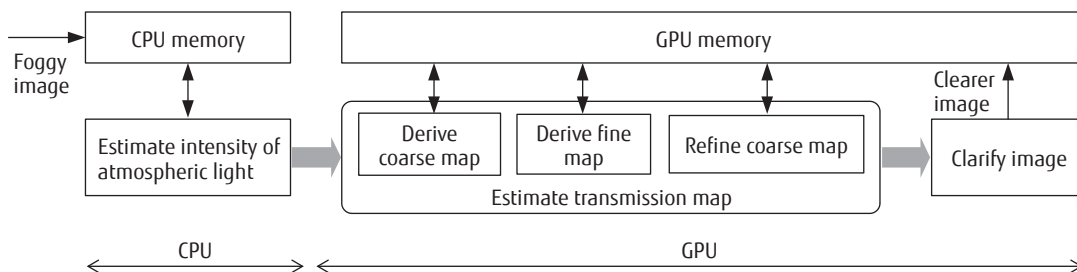 CPU memory
GPU memory
Foggy
image
Clearer
image
Estimate intensity of
atmospheric light
Derive
coarse map
Derive fine
map
Refine coarse map
Clarify image
Estimate transmission map
CPU
GPU